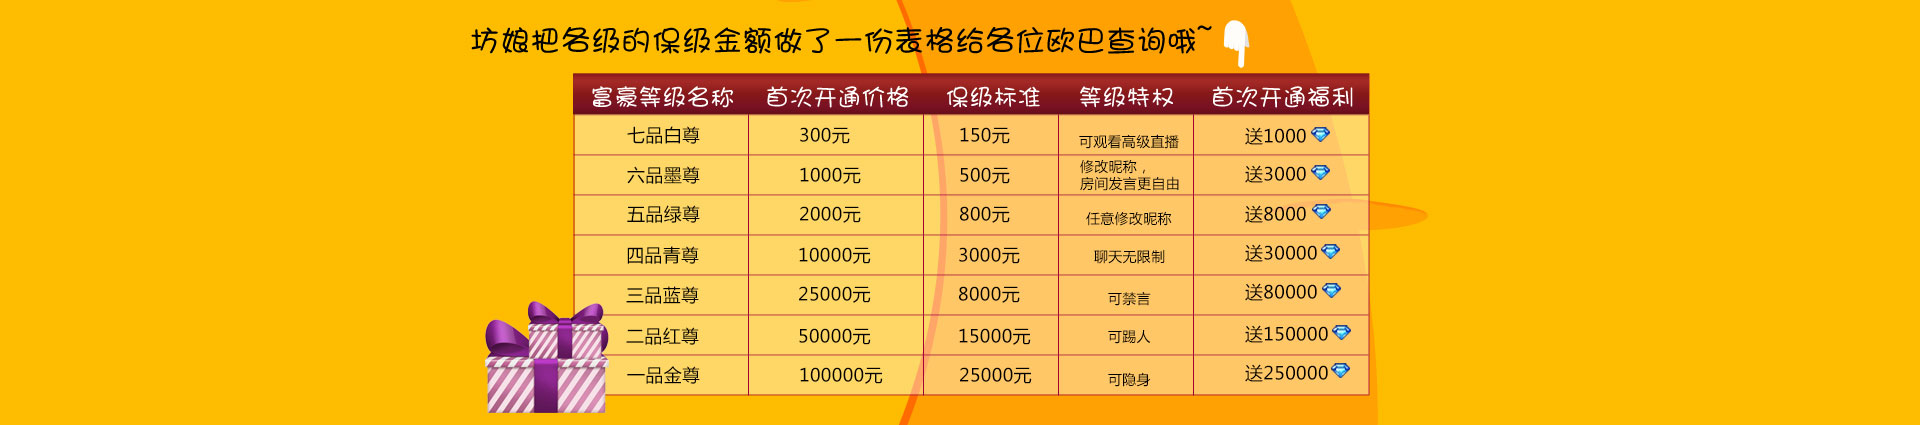 坊娘把各级的保级金额做了一份表格给各位欧巴查询哦~
富豪等级名称 首次开通价格 保级标准 等级特权 首次开通福利
七品白尊 300元 150元 可观看高级直播 送1000
六品墨尊 1000元 500元 修改昵称，房间发言更自由 送3000
五品绿尊 2000元 800元 任意修改昵称 送8000
四品青尊 10000元 3000元 聊天无限制 送30000
三品蓝尊 25000元 8000元 可禁言 送80000
二品红尊 50000元 15000元 可踢人 送150000
一品金尊 100000元 25000元 可隐身 送250000